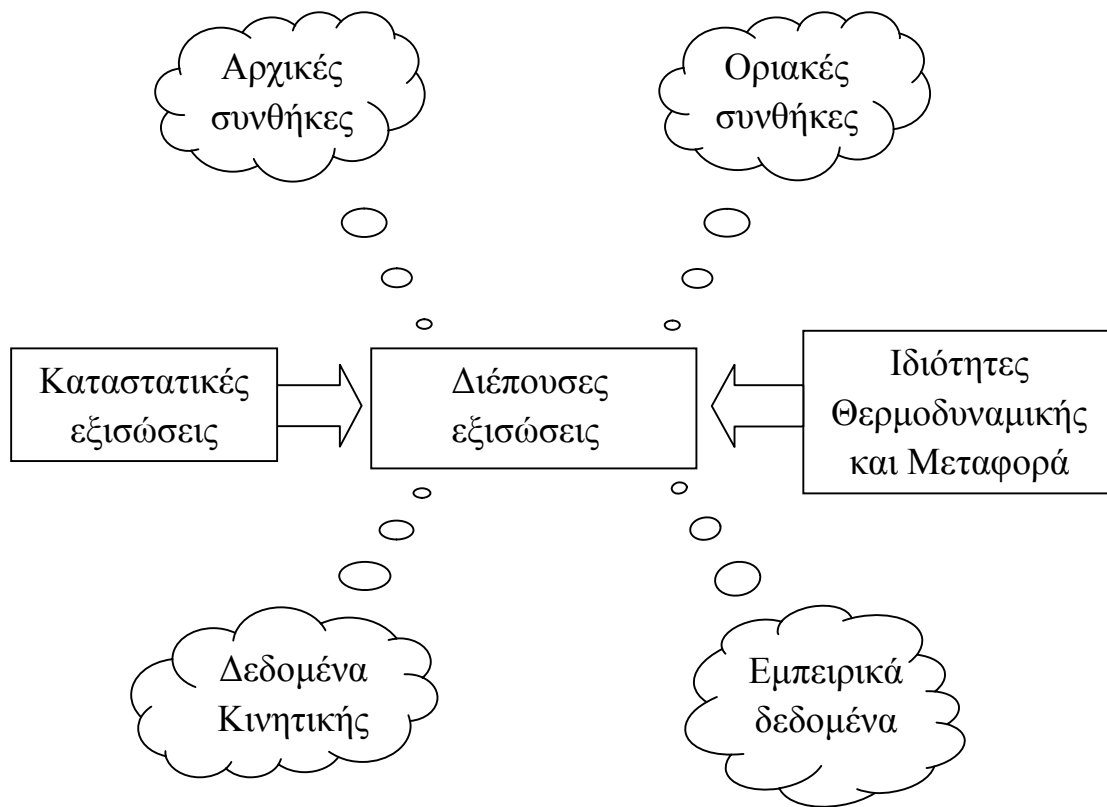 Αρχικές
συνθήκες
Οριακές
συνθήκες
Καταστατικές
εξισώσεις
Διέπουσες
εξισώσεις
Ιδιότητες
Θερμοδυναμικής
και Μεταφορά
Δεδομένα
Κινητικής
Εμπειρικά
δεδομένα